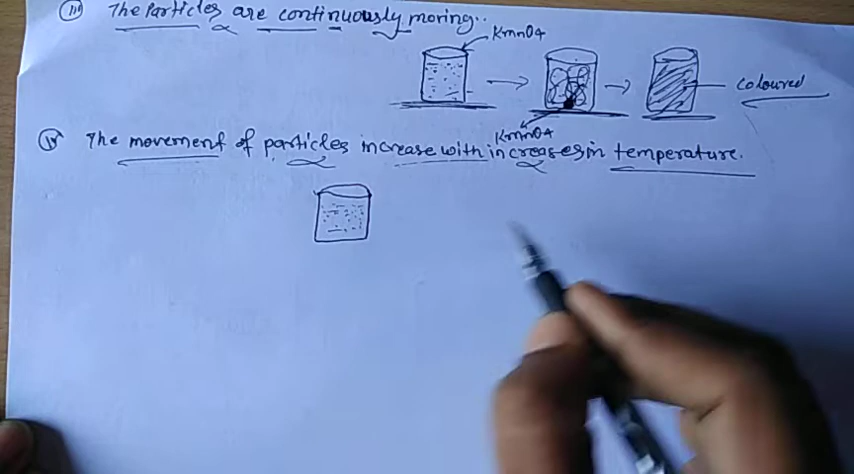 (iii) The Particles are continuously moving..
KmnO4
coloured
KmnO4
(iv) The movement of particles increase with increases in temperature.